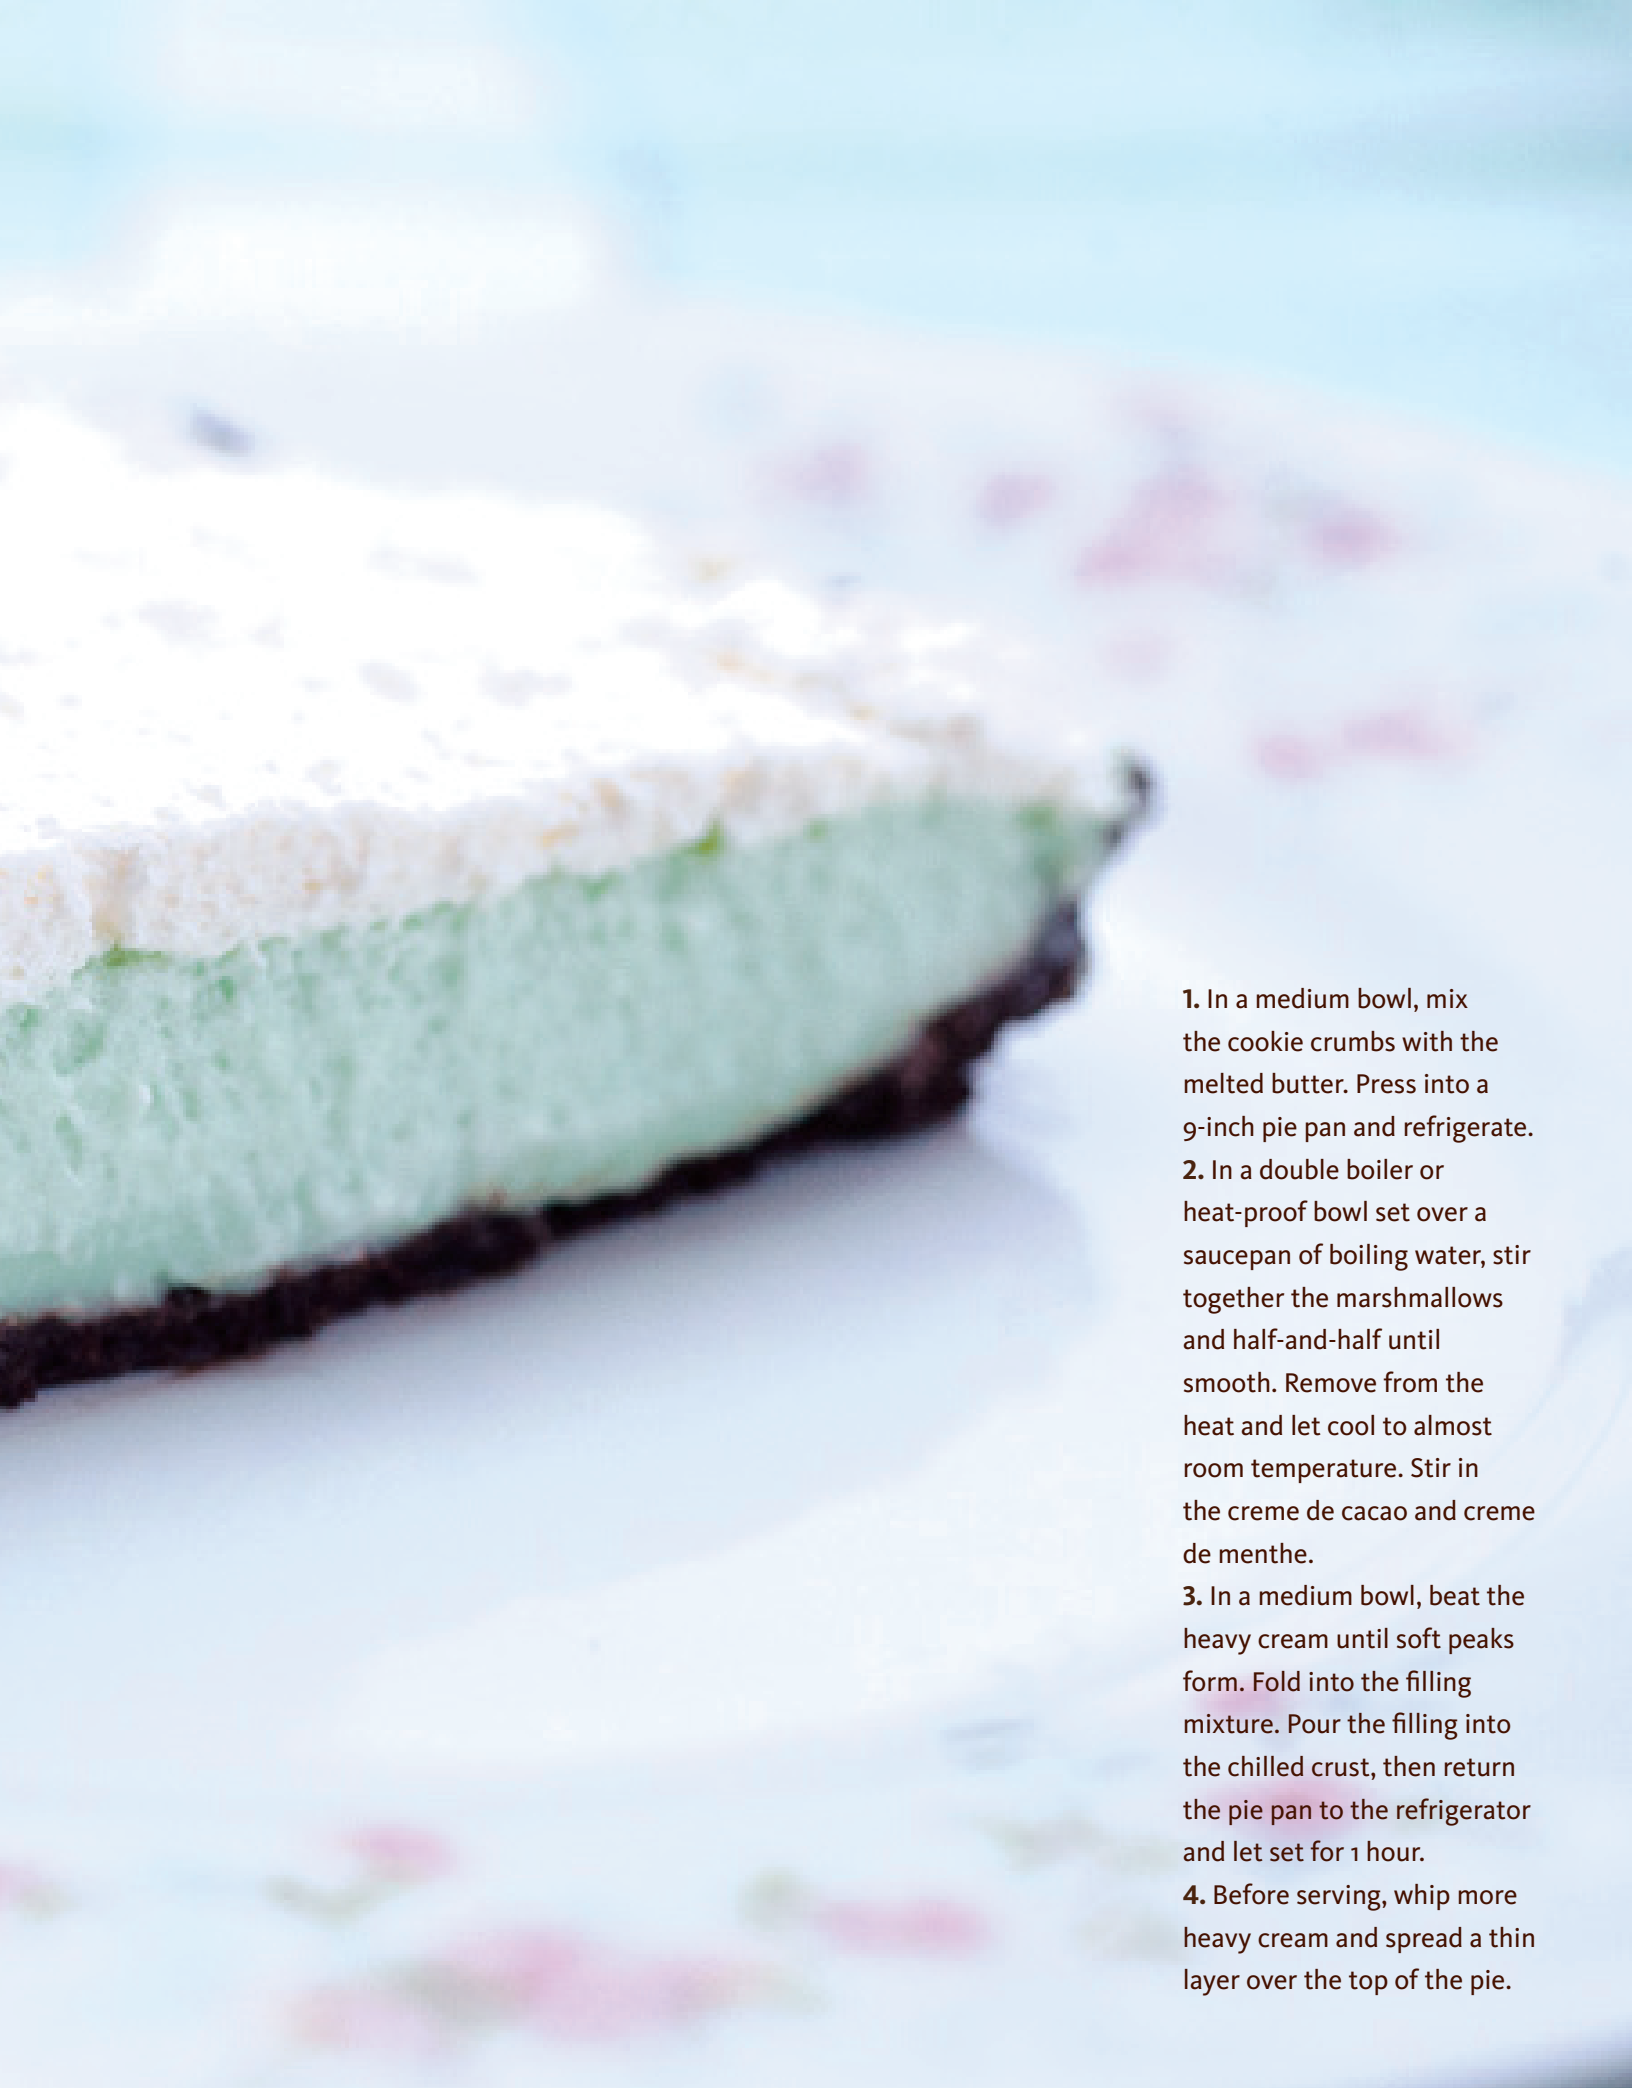 1. In a medium bowl, mix
the cookie crumbs with the
melted butter. Press into a
9-inch pie pan and refrigerate.
2. In a double boiler or
heat-proof bowl set over a
saucepan of boiling water, stir
together the marshmallows
and half-and-half until
smooth. Remove from the
heat and let cool to almost
room temperature. Stir in
the creme de cacao and creme
de menthe.
3. In a medium bowl, beat the
heavy cream until soft peaks
form. Fold into the filling
mixture. Pour the filling into
the chilled crust, then return
the pie pan to the refrigerator
and let set for 1 hour.
4. Before serving, whip more
heavy cream and spread a thin
layer over the top of the pie.